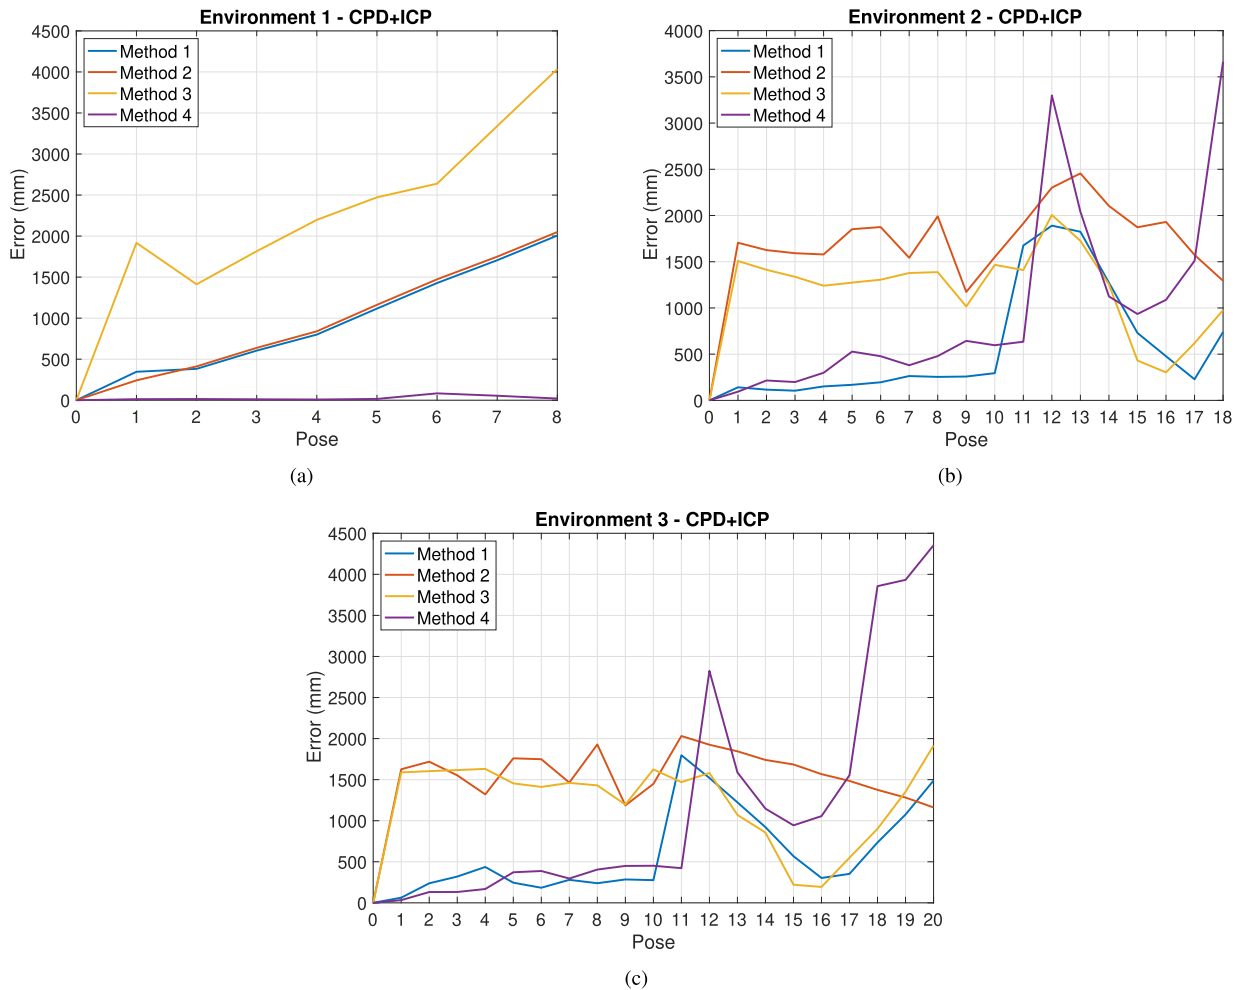 Environment 1 - CPD+ICP
4500
4000
3500
3000
2500
2000
1500
1000
500
0
Error (mm)
Method 1
Method 2
Method 3
Method 4
0 1 2 3 4 5 6 7 8
Pose
(a)
Environment 2 - CPD+ICP
4000
3500
3000
2500
2000
1500
1000
500
0
Error (mm)
Method 1
Method 2
Method 3
Method 4
0 1 2 3 4 5 6 7 8 9 10 11 12 13 14 15 16 17 18
Pose
(b)
Environment 3 - CPD+ICP
4500
4000
3500
3000
2500
2000
1500
1000
500
0
Error (mm)
Method 1
Method 2
Method 3
Method 4
0 1 2 3 4 5 6 7 8 9 10 11 12 13 14 15 16 17 18 19 20
Pose
(c)